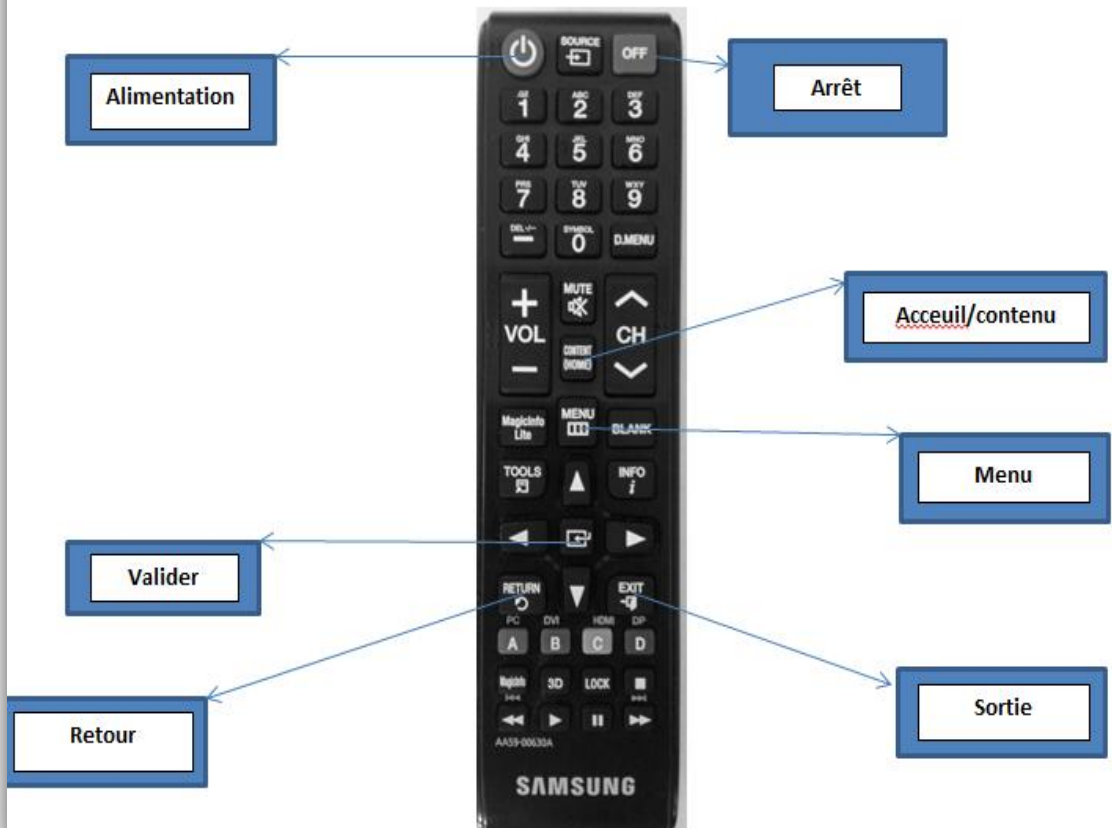 SOURCE
OFF
Alimentation
Arrêt
.QZ ABC DEF
1 2 3
GHI JKL MNO
4 5 6
PRS TUV WXY
7 8 9
DEL -/-- SYMBOL
0 D.MENU
+
VOL
-
MUTE
CH
CONTENT
(HOME)
Acceuil/contenu
MagicInfo
Lite
MENU
BLANK
Menu
TOOLS
INFO
i
Valider
RETURN
EXIT
PC DVI HDMI DP
A B C D
MagicInfo 3D LOCK
Sortie
Retour
AA59-00630A
SAMSUNG